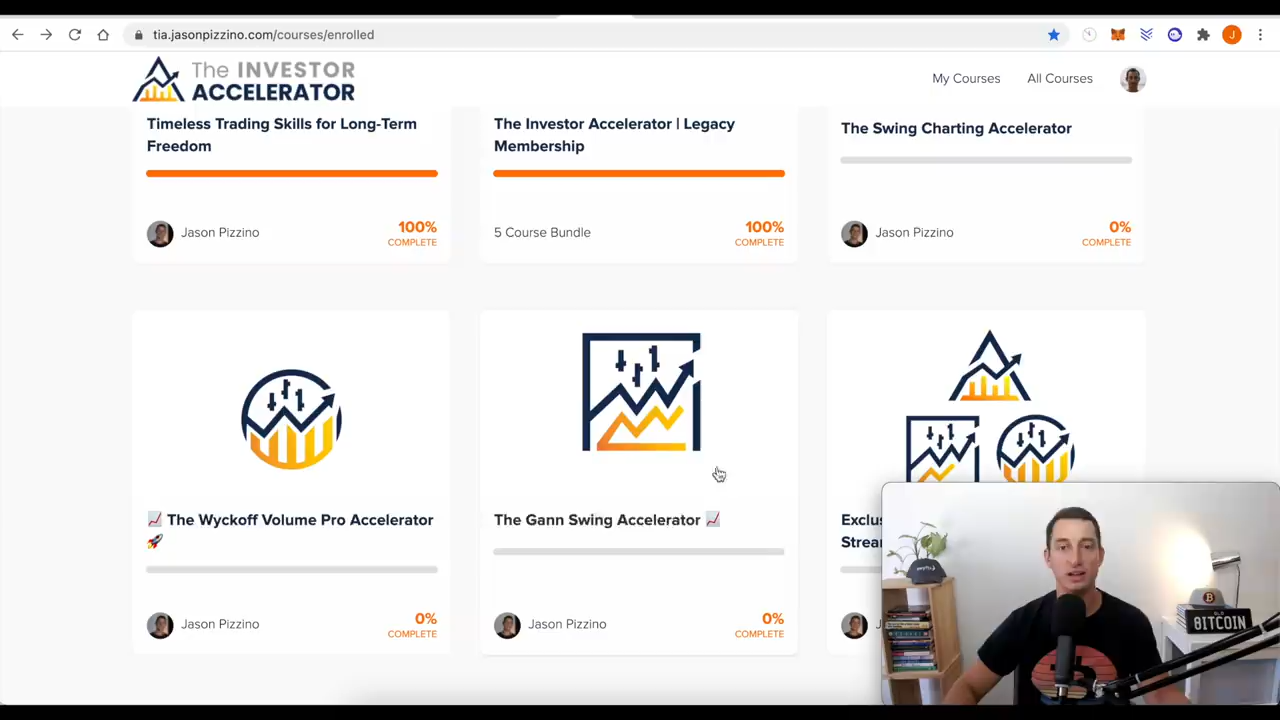 tia.jasonpizzino.com/courses/enrolled
J
The INVESTOR
ACCELERATOR
My Courses
All Courses
Timeless Trading Skills for Long-Term
Freedom
Jason Pizzino
100%
COMPLETE
The Investor Accelerator | Legacy
Membership
5 Course Bundle
100%
COMPLETE
The Swing Charting Accelerator
Jason Pizzino
0%
COMPLETE
📈 The Wyckoff Volume Pro Accelerator
🚀
Jason Pizzino
0%
COMPLETE
The Gann Swing Accelerator 📈
Jason Pizzino
0%
COMPLETE
Exclus
Strea
J
BITCOIN